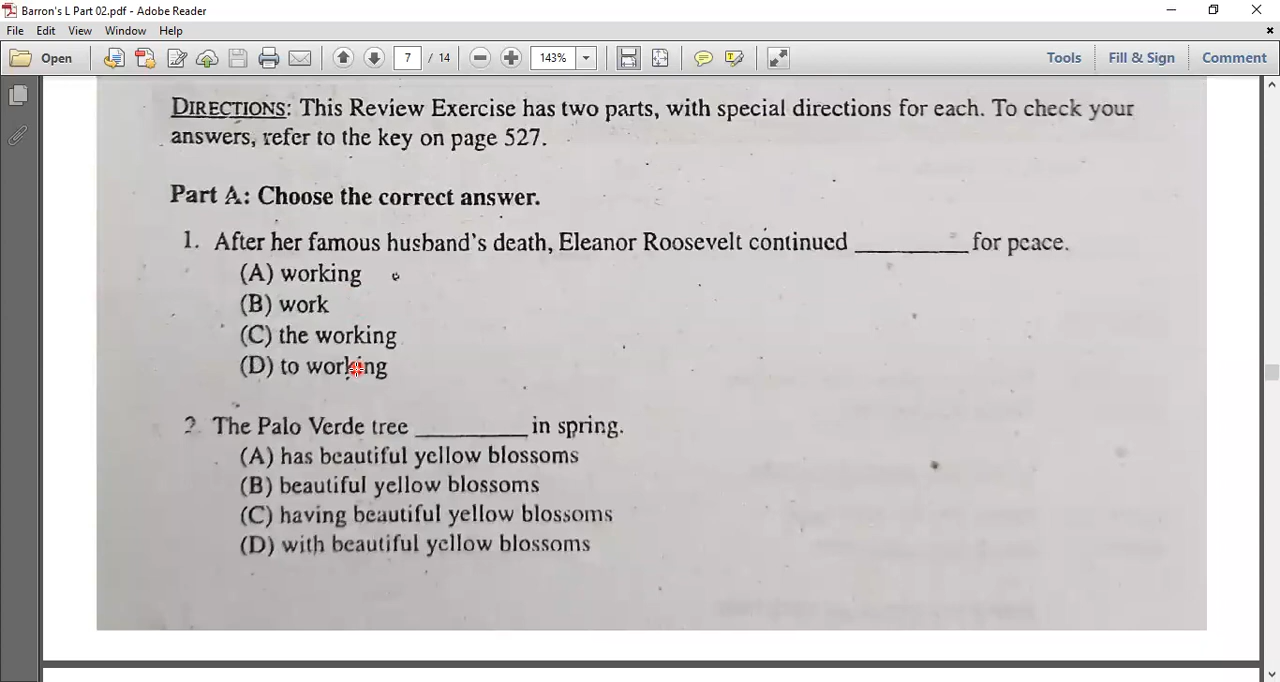 Barron's L Part 02.pdf - Adobe Reader
File Edit View Window Help
Open 7 / 14 143% Tools Fill & Sign Comment
DIRECTIONS: This Review Exercise has two parts, with special directions for each. To check your
answers, refer to the key on page 527.
Part A: Choose the correct answer.
1. After her famous husband's death, Eleanor Roosevelt continued ________ for peace.
(A) working
(B) work
(C) the working
(D) to working
2. The Palo Verde tree ________ in spring.
(A) has beautiful yellow blossoms
(B) beautiful yellow blossoms
(C) having beautiful yellow blossoms
(D) with beautiful yellow blossoms